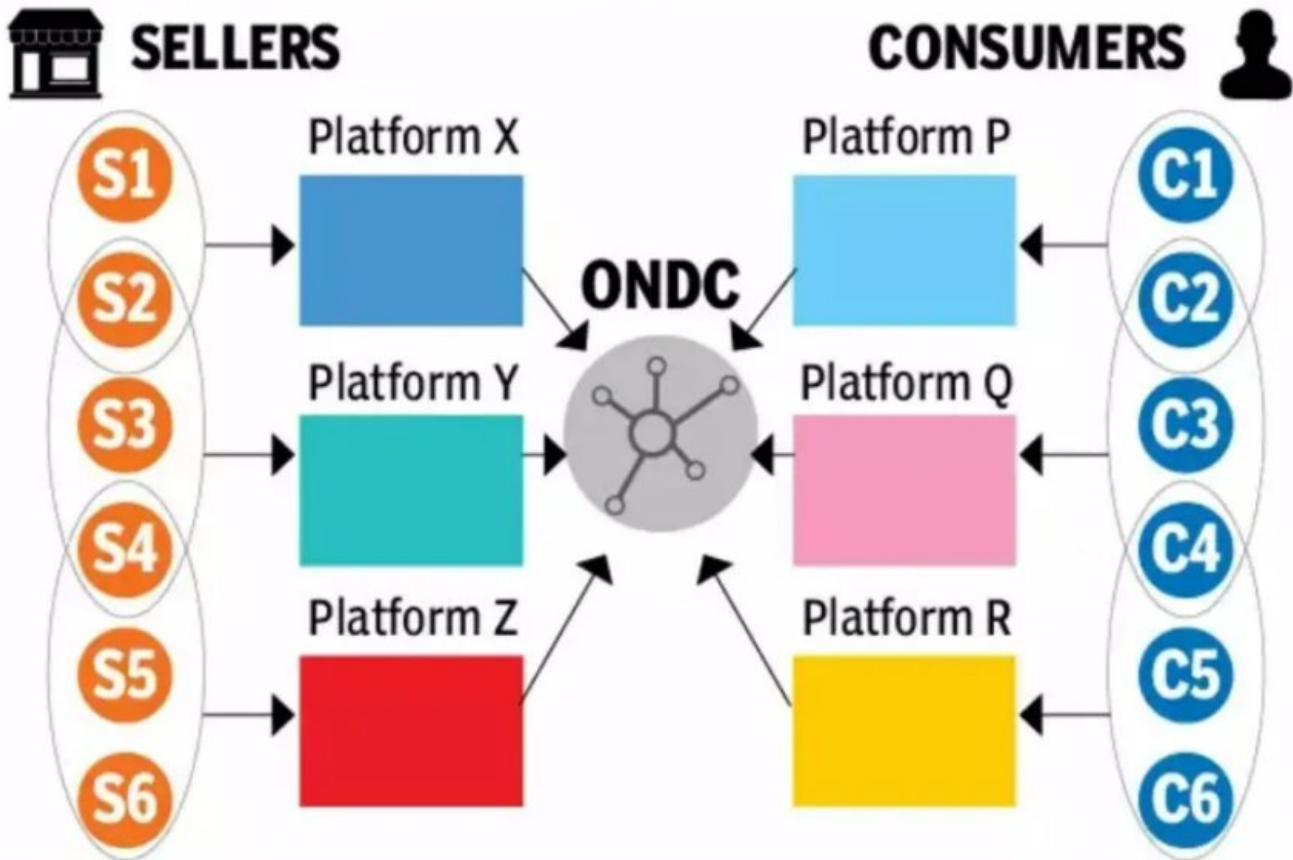 SELLERS
CONSUMERS
Platform X
Platform P
S1
C1
ONDC
S2
C2
Platform Y
Platform Q
S3
C3
S4
C4
Platform Z
Platform R
S5
C5
S6
C6